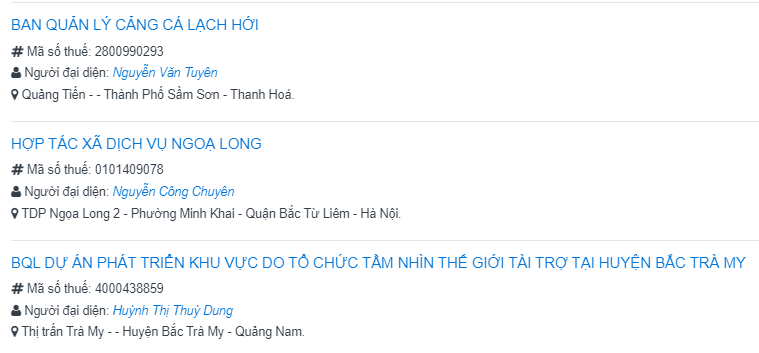 BAN QUẢN LÝ CẢNG CÁ LẠCH HỚI
# Mã số thuế: 2800990293
Người đại diện: Nguyễn Văn Tuyên
Quảng Tiến - - Thành Phố Sầm Sơn - Thanh Hoá.
HỢP TÁC XÃ DỊCH VỤ NGOẠ LONG
# Mã số thuế: 0101409078
Người đại diện: Nguyễn Công Chuyên
TDP Ngọa Long 2 - Phường Minh Khai - Quận Bắc Từ Liêm - Hà Nội.
BQL DỰ ÁN PHÁT TRIỂN KHU VỰC DO TỔ CHỨC TẦM NHÌN THẾ GIỚI TÀI TRỢ TẠI HUYỆN BẮC TRÀ MY
# Mã số thuế: 4000438859
Người đại diện: Huỳnh Thị Thuỳ Dung
Thị trấn Trà My - - Huyện Bắc Trà My - Quảng Nam.